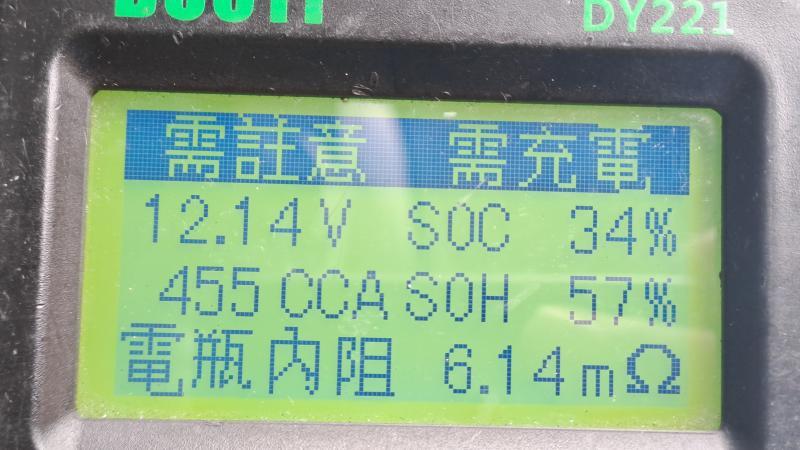 DY221
需註意 需充電
12.14V SOC 34%
455 CCA SOH 57%
電瓶內阻 6.14mΩ